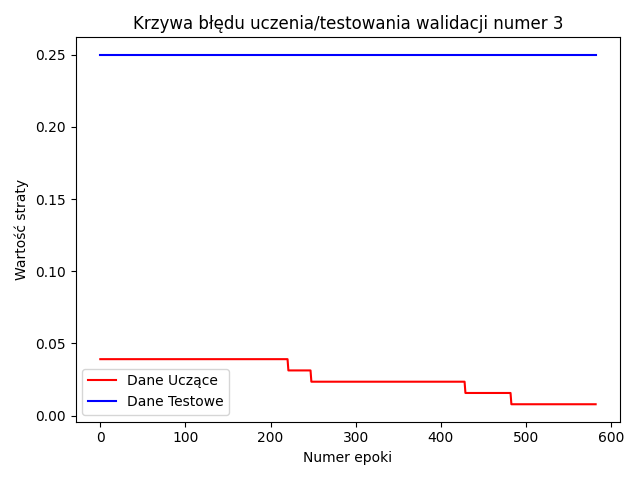 Krzywa błędu uczenia/testowania walidacji numer 3
Wartość straty
0.25
0.20
0.15
0.10
0.05
0.00
Dane Uczące
Dane Testowe
0 100 200 300 400 500 600
Numer epoki